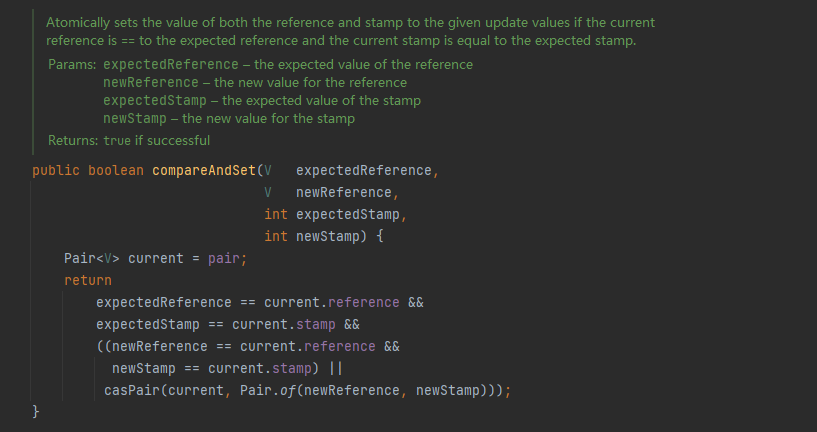 Atomically sets the value of both the reference and stamp to the given update values if the current
reference is == to the expected reference and the current stamp is equal to the expected stamp.
Params: expectedReference – the expected value of the reference
newReference – the new value for the reference
expectedStamp – the expected value of the stamp
newStamp – the new value for the stamp
Returns: true if successful
public boolean compareAndSet(V   expectedReference,
                             V   newReference,
                             int expectedStamp,
                             int newStamp) {
    Pair<V> current = pair;
    return
        expectedReference == current.reference &&
        expectedStamp == current.stamp &&
        ((newReference == current.reference &&
          newStamp == current.stamp) ||
         casPair(current, Pair.of(newReference, newStamp)));
}